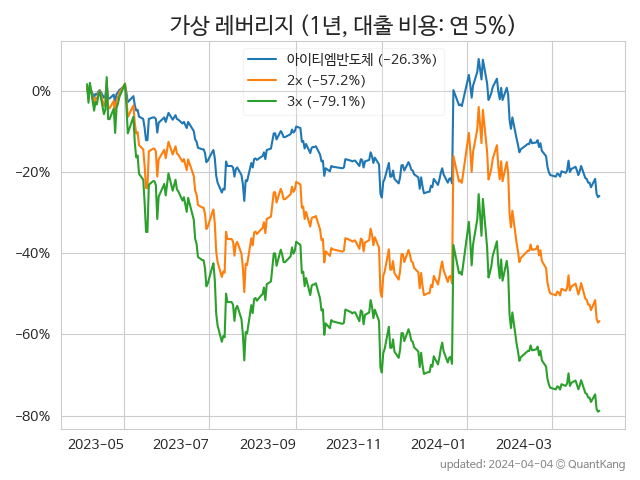 가상 레버리지 (1년, 대출 비용: 연 5%)
아이티엠반도체 (−26.3%)
2x (−57.2%)
3x (−79.1%)
0%
−20%
−40%
−60%
−80%
2023-05 2023-07 2023-09 2023-11 2024-01 2024-03
updated: 2024-04-04 © QuantKang